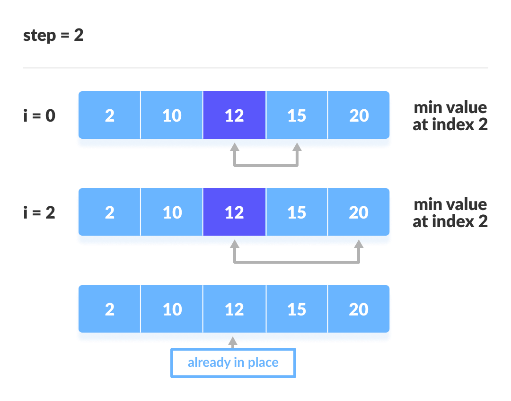 step = 2
i = 0
2 10 12 15 20
min value
at index 2
i = 2
2 10 12 15 20
min value
at index 2
2 10 12 15 20
already in place